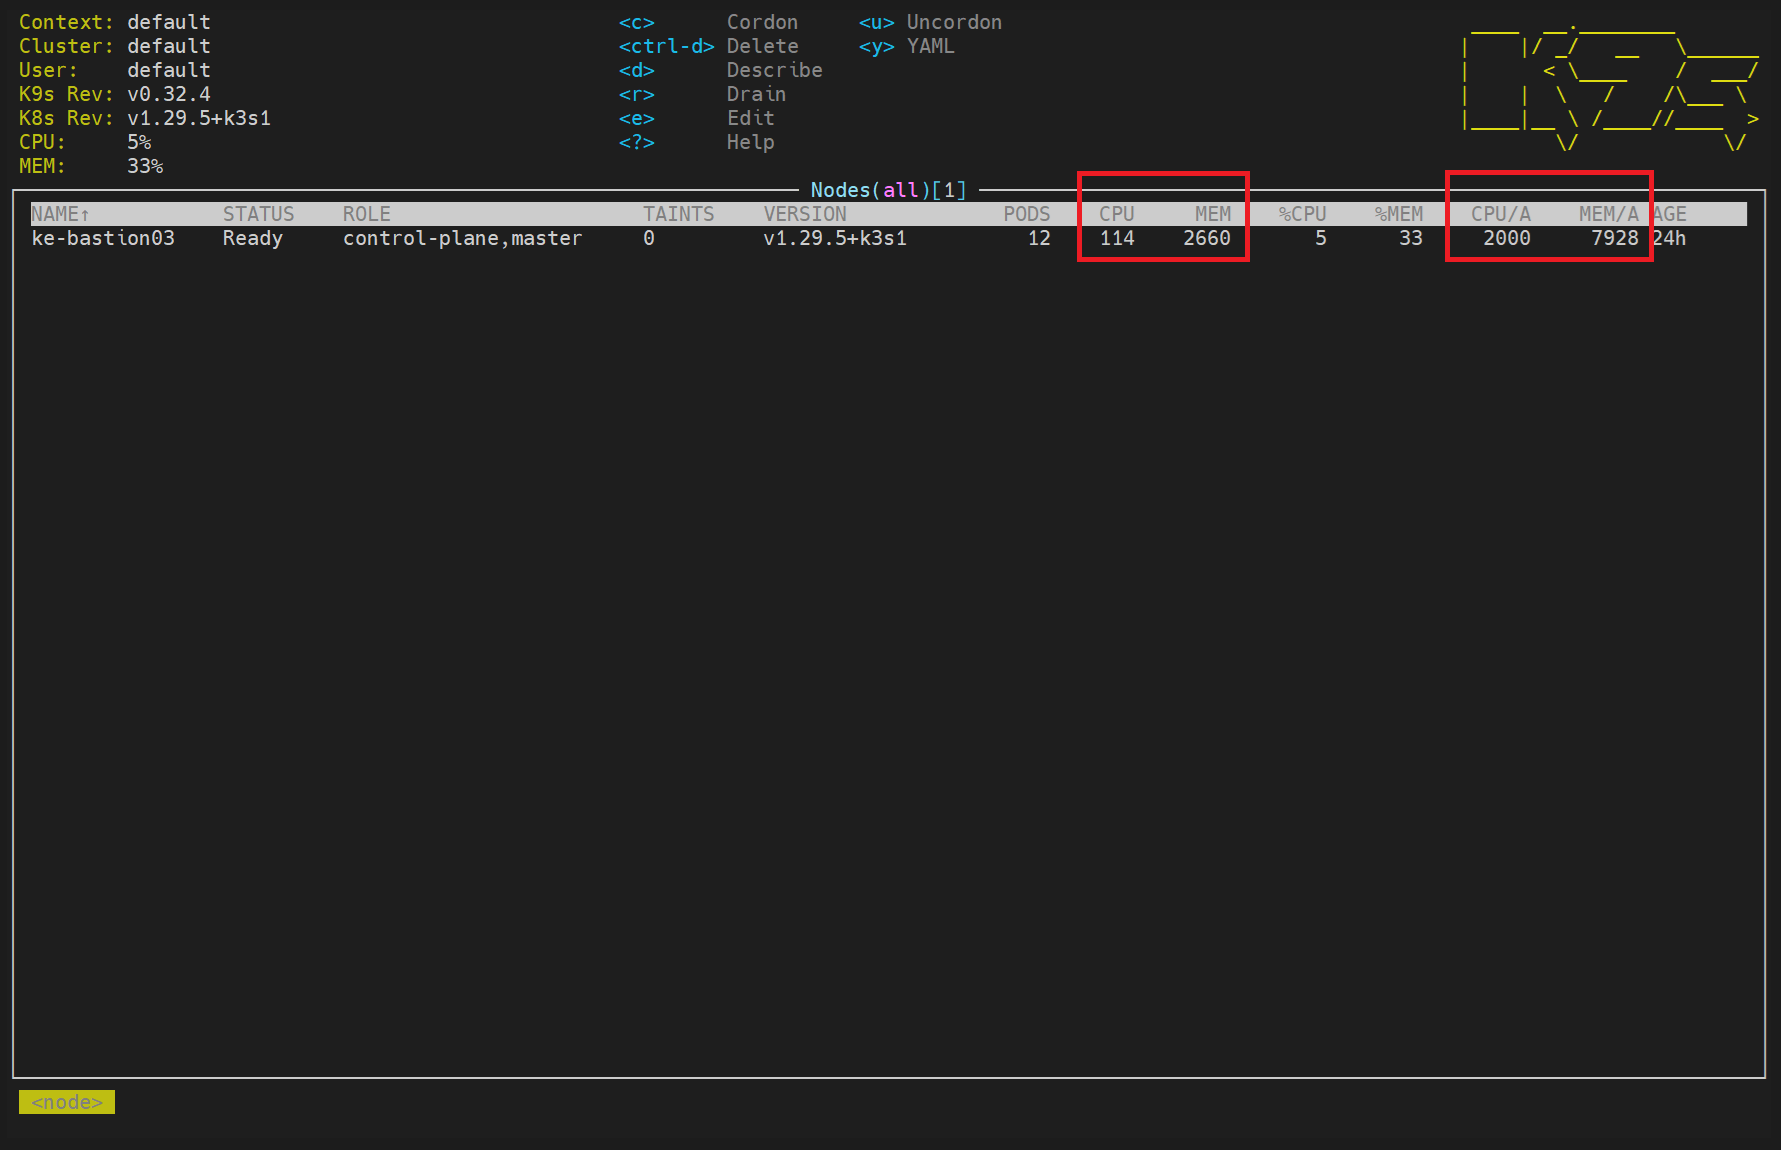 Context: default <c> Cordon <u> Uncordon
Cluster: default <ctrl-d> Delete <y> YAML
User: default <d> Describe
K9s Rev: v0.32.4 <r> Drain
K8s Rev: v1.29.5+k3s1 <e> Edit
CPU: 5% <?> Help
MEM: 33%
Nodes(all)[1]
NAME↑ STATUS ROLE TAINTS VERSION PODS CPU MEM %CPU %MEM CPU/A MEM/A AGE
ke-bastion03 Ready control-plane,master 0 v1.29.5+k3s1 12 114 2660 5 33 2000 7928 24h
<node>